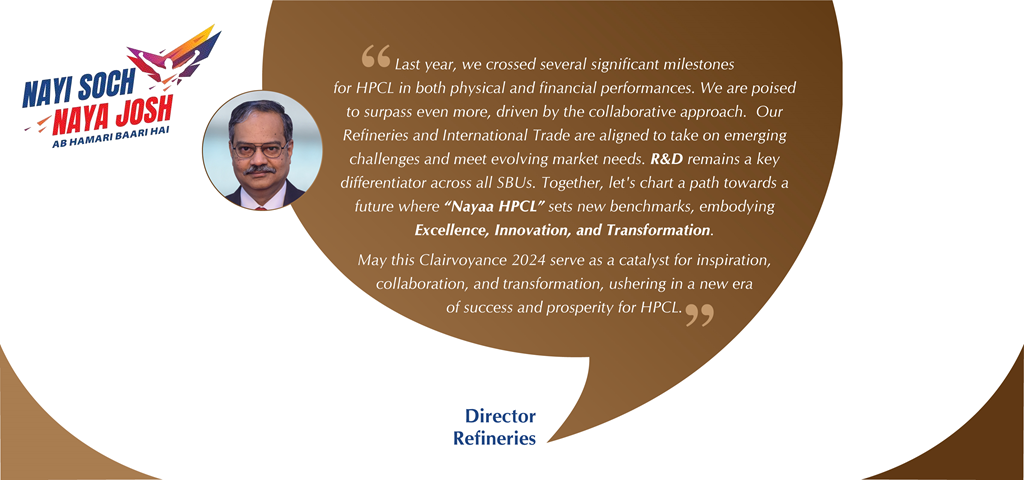 NAYI SOCH
NAYA JOSH
AB HAMARI BAARI HAI
“ Last year, we crossed several significant milestones
for HPCL in both physical and financial performances. We are poised
to surpass even more, driven by the collaborative approach. Our
Refineries and International Trade are aligned to take on emerging
challenges and meet evolving market needs. R&D remains a key
differentiator across all SBUs. Together, let's chart a path towards a
future where “Nayaa HPCL” sets new benchmarks, embodying
Excellence, Innovation, and Transformation.
May this Clairvoyance 2024 serve as a catalyst for inspiration,
collaboration, and transformation, ushering in a new era
of success and prosperity for HPCL. ”
Director
Refineries